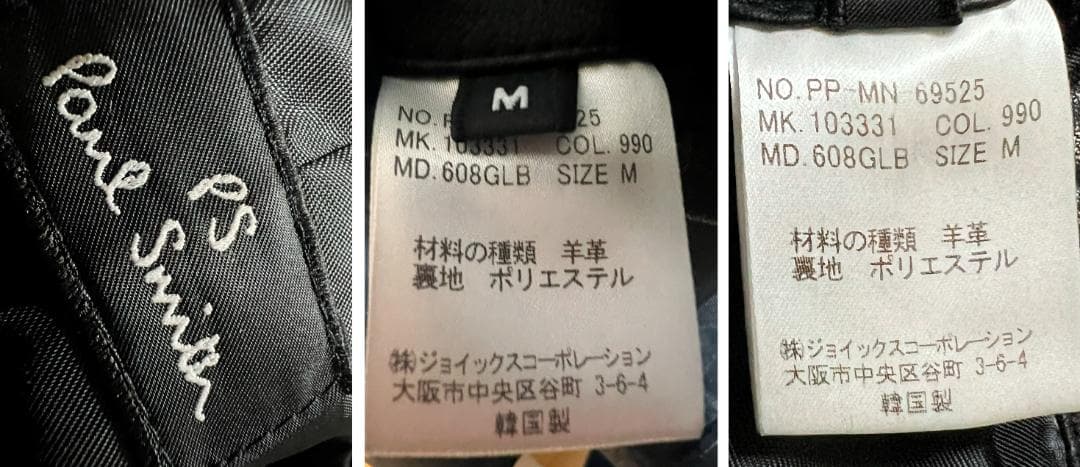 PS
Paul Smith
M
NO. P 25
MK. 103331 COL. 990
MD. 608GLB SIZE M
材料の種類 羊革
裏地 ポリエステル
㈱ジョイックスコーポレーション
大阪市中央区谷町 3-6-4
韓国製
NO. PP-MN 69525
MK. 103331 COL. 990
MD. 608GLB SIZE M
材料の種類 羊革
裏地 ポリエステル
㈱ジョイックスコーポレーション
大阪市中央区谷町 3-6-4
韓国製